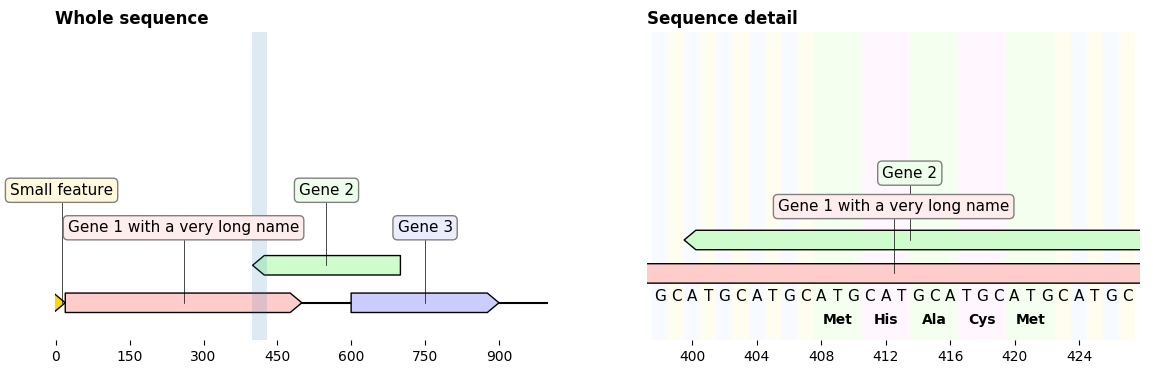 Whole sequence
Small feature
Gene 2
Gene 1 with a very long name
Gene 3
0 150 300 450 600 750 900
Sequence detail
Gene 2
Gene 1 with a very long name
G C A T G C A T G C A T G C A T G C A T G C A T G C A T G C
Met His Ala Cys Met
400 404 408 412 416 420 424